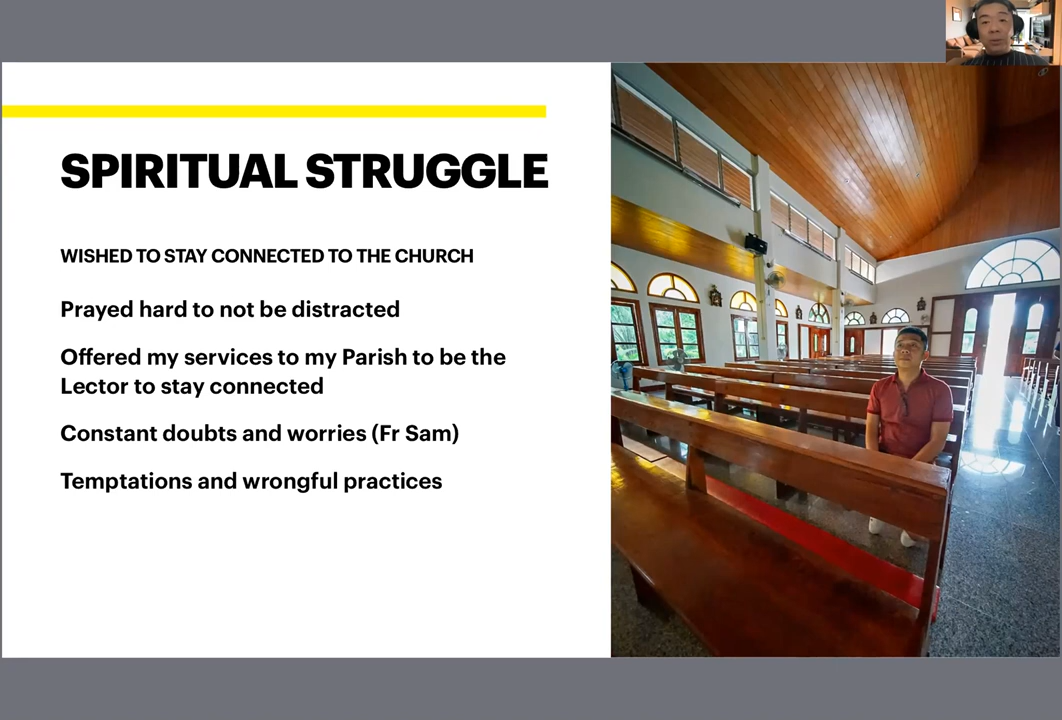 SPIRITUAL STRUGGLE
WISHED TO STAY CONNECTED TO THE CHURCH
Prayed hard to not be distracted
Offered my services to my Parish to be the
Lector to stay connected
Constant doubts and worries (Fr Sam)
Temptations and wrongful practices